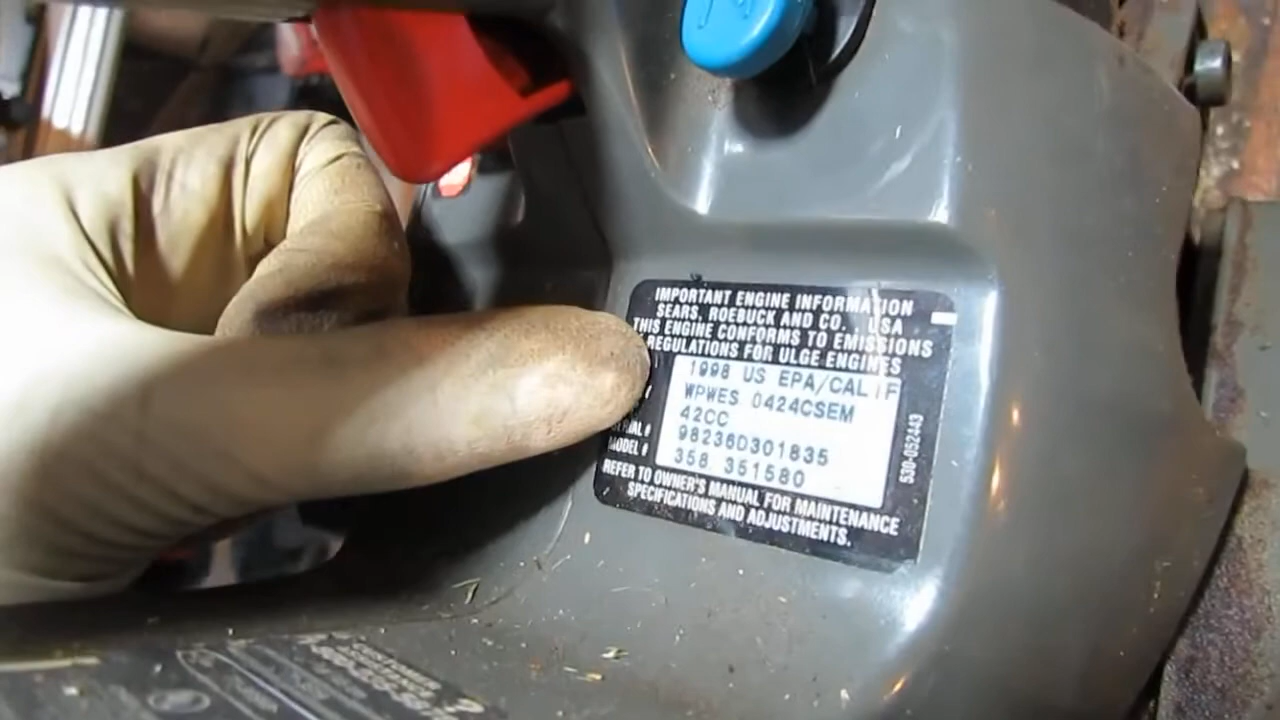 IMPORTANT ENGINE INFORMATION
SEARS, ROEBUCK AND CO. USA
THIS ENGINE CONFORMS TO EMISSIONS
REGULATIONS FOR ULGE ENGINES
1998 US EPA/CALIF
WPWES 0424CSEM
42CC
SERIAL # 98236D301835
MODEL # 358 351580
REFER TO OWNER'S MANUAL FOR MAINTENANCE
SPECIFICATIONS AND ADJUSTMENTS.
530-052443